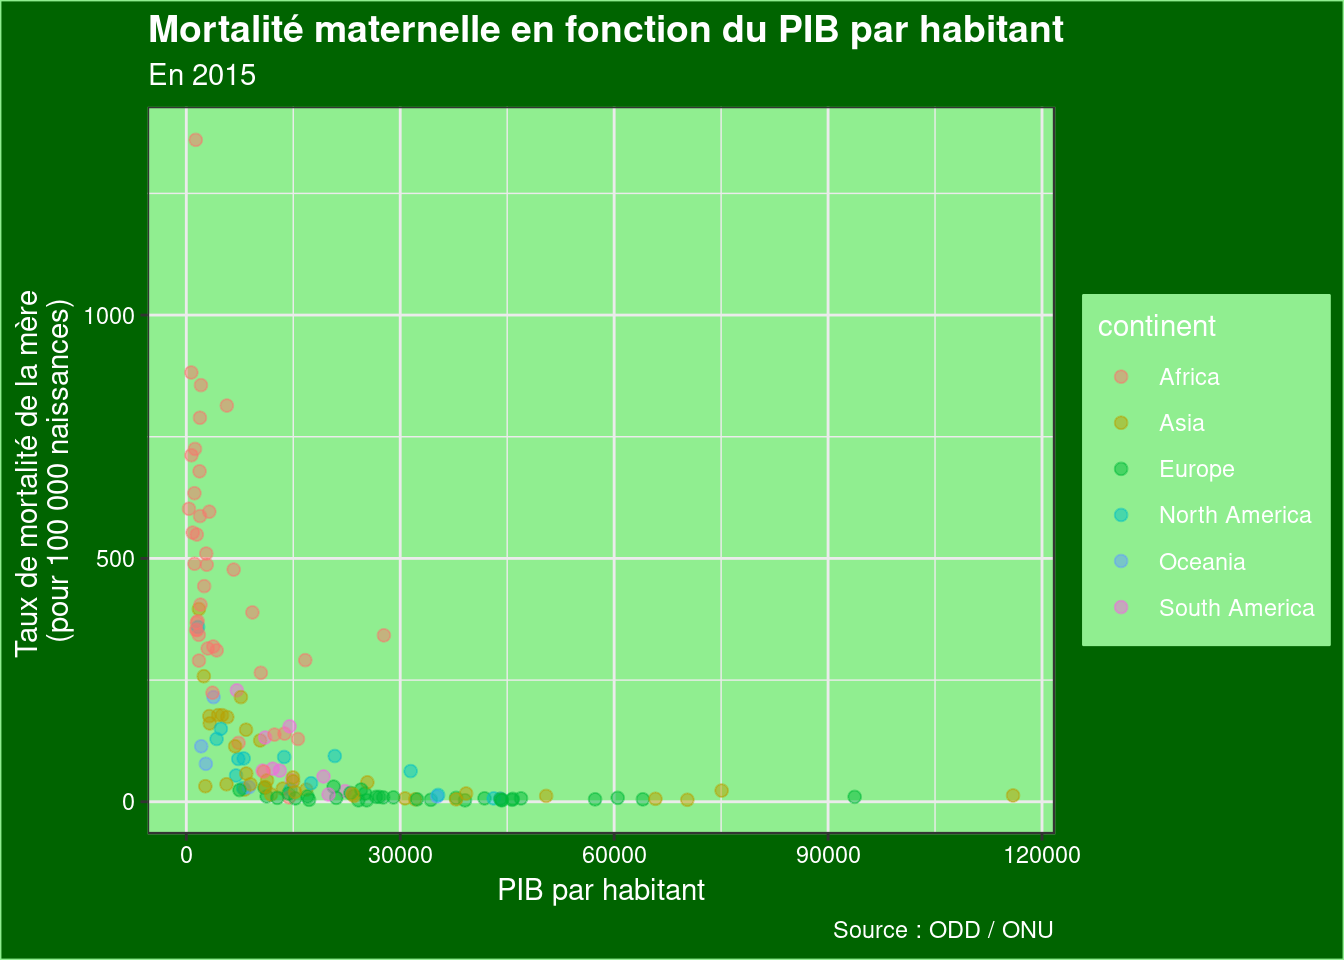 Mortalité maternelle en fonction du PIB par habitant
En 2015
Taux de mortalité de la mère
(pour 100 000 naissances)
1000
500
0
0
30000
60000
90000
120000
PIB par habitant
continent
Africa
Asia
Europe
North America
Oceania
South America
Source : ODD / ONU